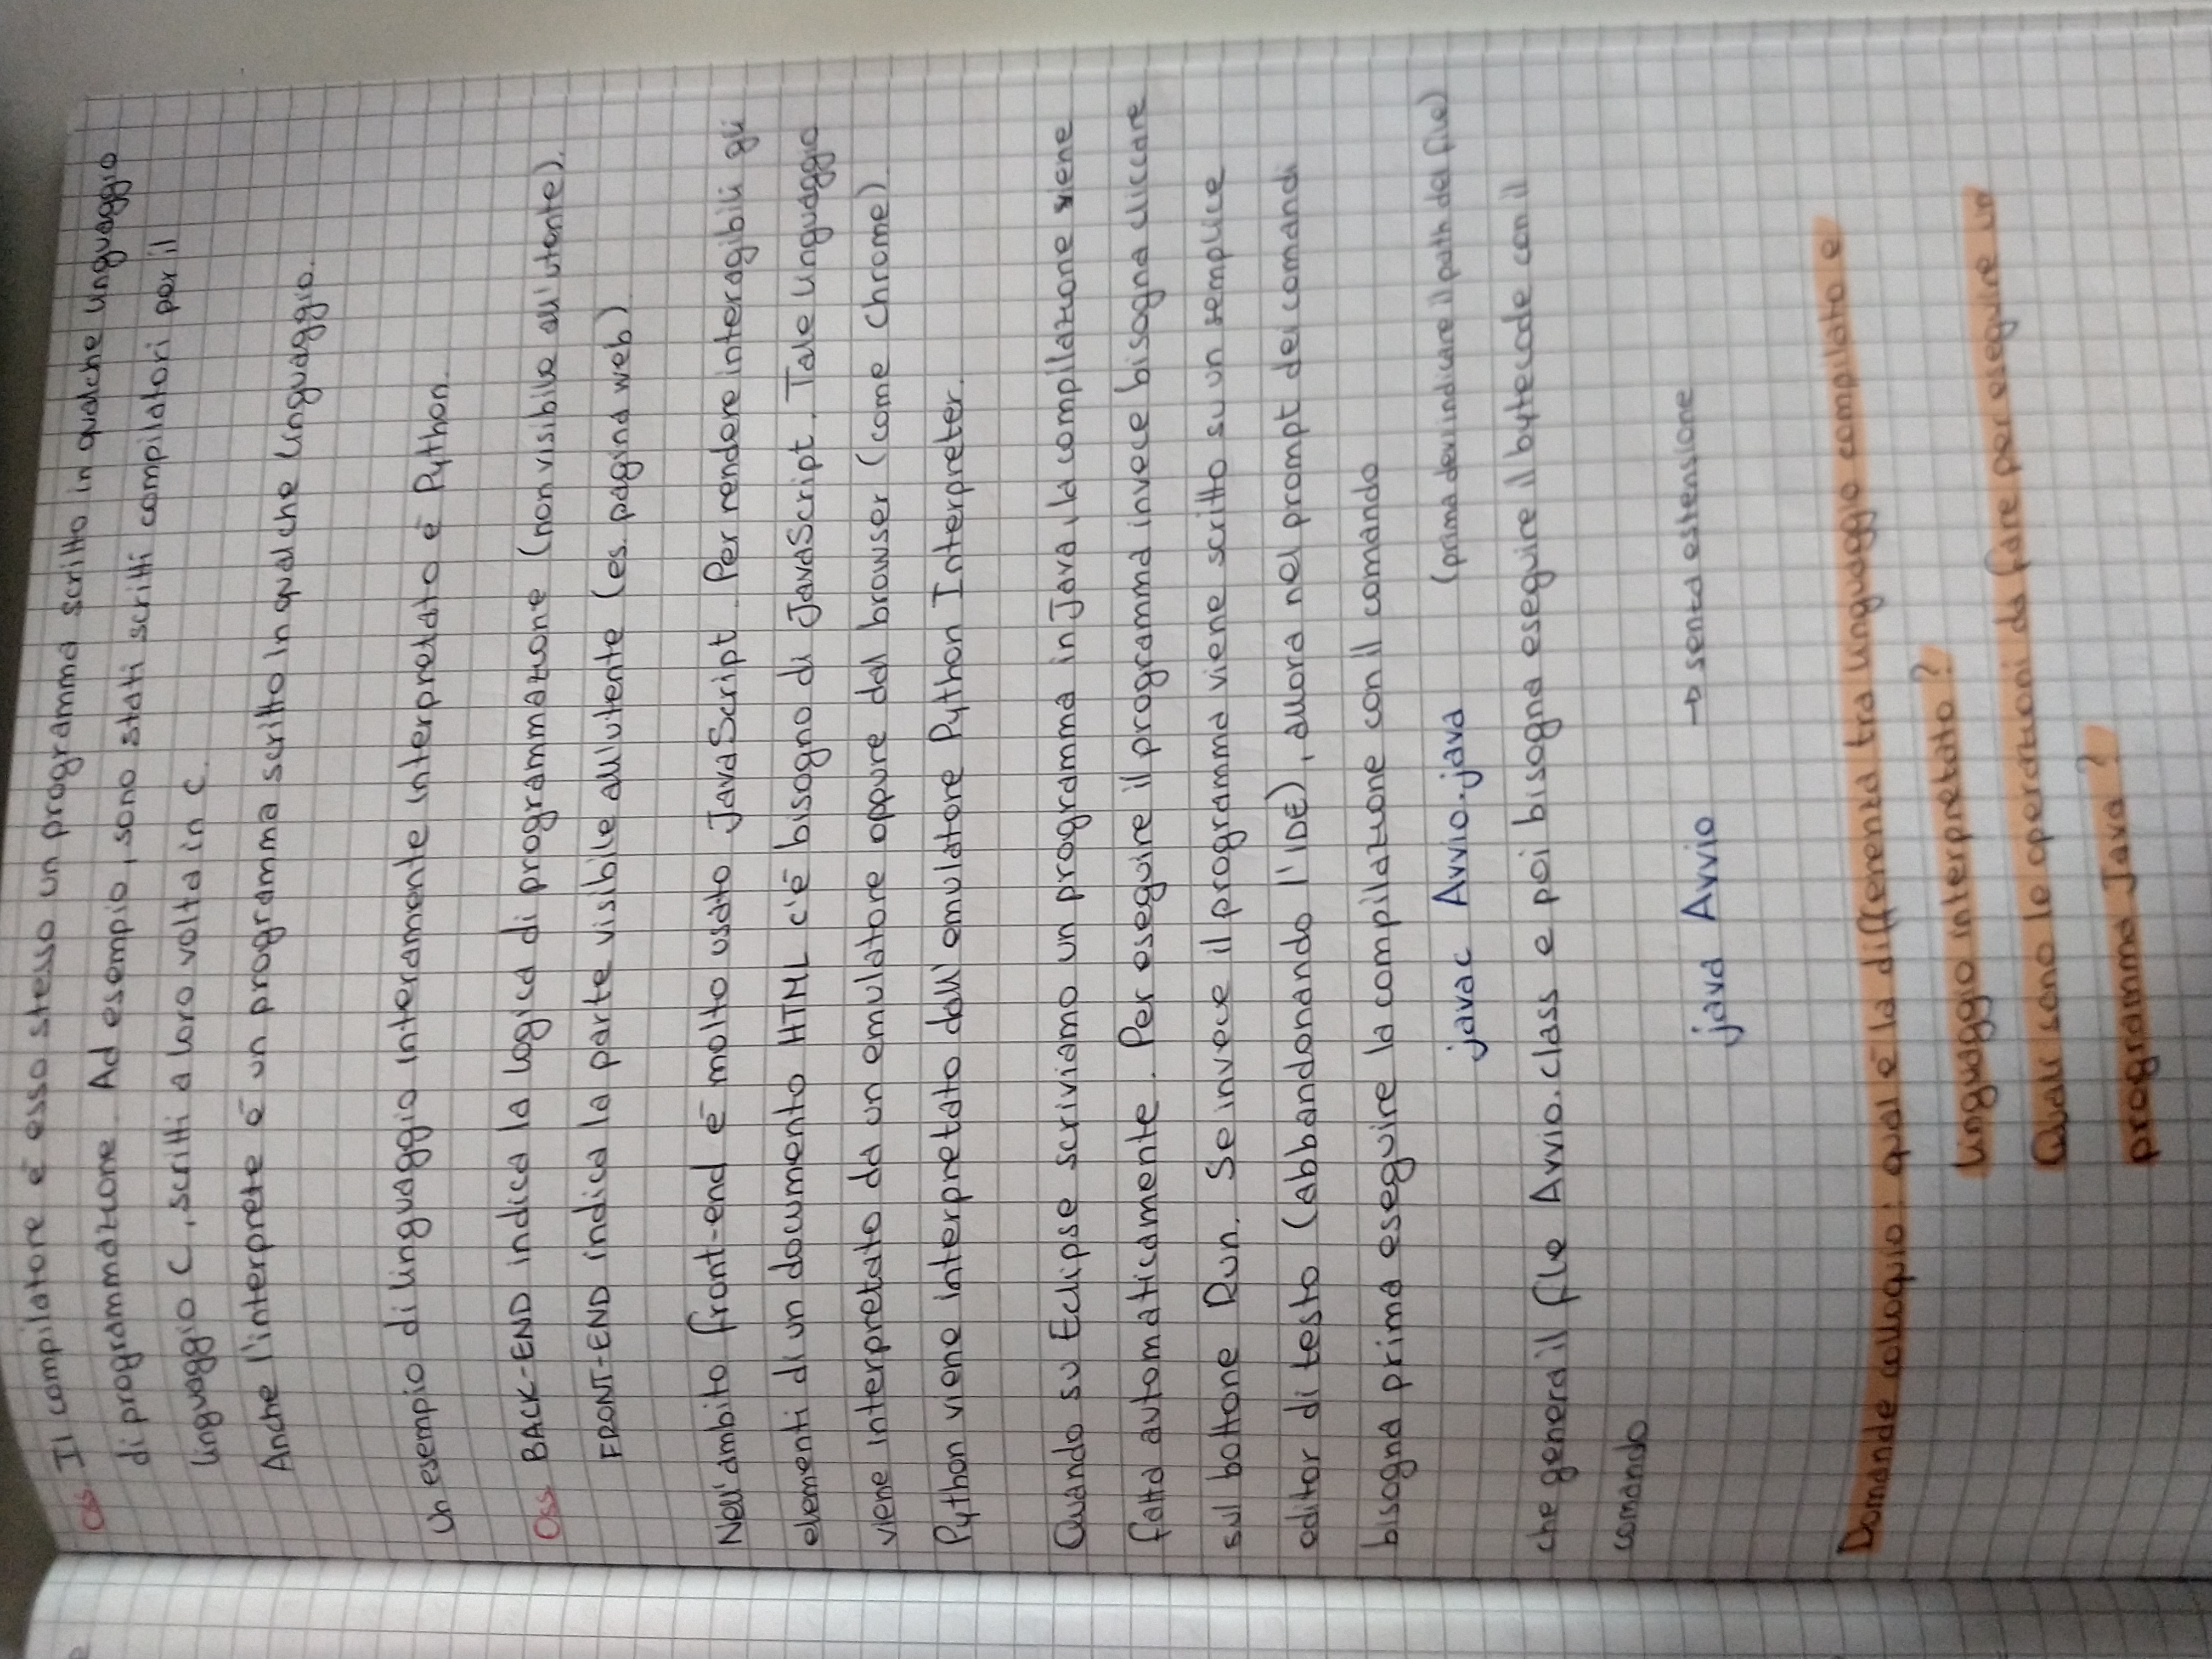 Oss Il compilatore è esso stesso un programma scritto in qualche linguaggio
di programmazione. Ad esempio, sono stati scritti compilatori per il
linguaggio C, scritti a loro volta in C.
Anche l'interprete è un programma scritto in qualche linguaggio.
Un esempio di linguaggio interamente interpretato è Python.
Oss BACK-END indica la logica di programmazione (non visibile all'utente).
FRONT-END indica la parte visibile all'utente (es. pagina web)
Nell'ambito front-end è molto usato JavaScript. Per rendere interagibili gli
elementi di un documento HTML c'è bisogno di JavaScript. Tale linguaggio
viene interpretato da un emulatore oppure dal browser (come Chrome)
Python viene interpretato dall'emulatore Python Interpreter.
Quando su Eclipse scriviamo un programma in Java, la compilazione viene
fatta automaticamente. Per eseguire il programma invece bisogna cliccare
sul bottone Run. Se invece il programma viene scritto su un semplice
editor di testo (abbandonando l'IDE), allora nel prompt dei comandi
bisogna prima eseguire la compilazione con il comando
javac Avvio.java (prima devi indicare il path del file)
che genera il file Avvio.class e poi bisogna eseguire il bytecode con il
comando
java Avvio → senza estensione
Domande colloquio: qual è la differenza tra linguaggio compilato e
linguaggio interpretato?
Quali sono le operazioni da fare per eseguire un
programma Java?